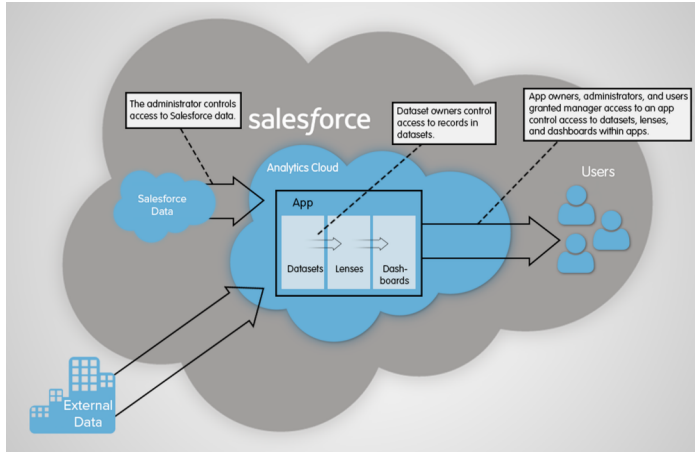 The administrator controls
access to Salesforce data.
salesforce
Dataset owners control
access to records in
datasets.
App owners, administrators, and users
granted manager access to an app
control access to datasets, lenses,
and dashboards within apps.
Analytics Cloud
Users
Salesforce
Data
App
Datasets
Lenses
Dash-
boards
External
Data